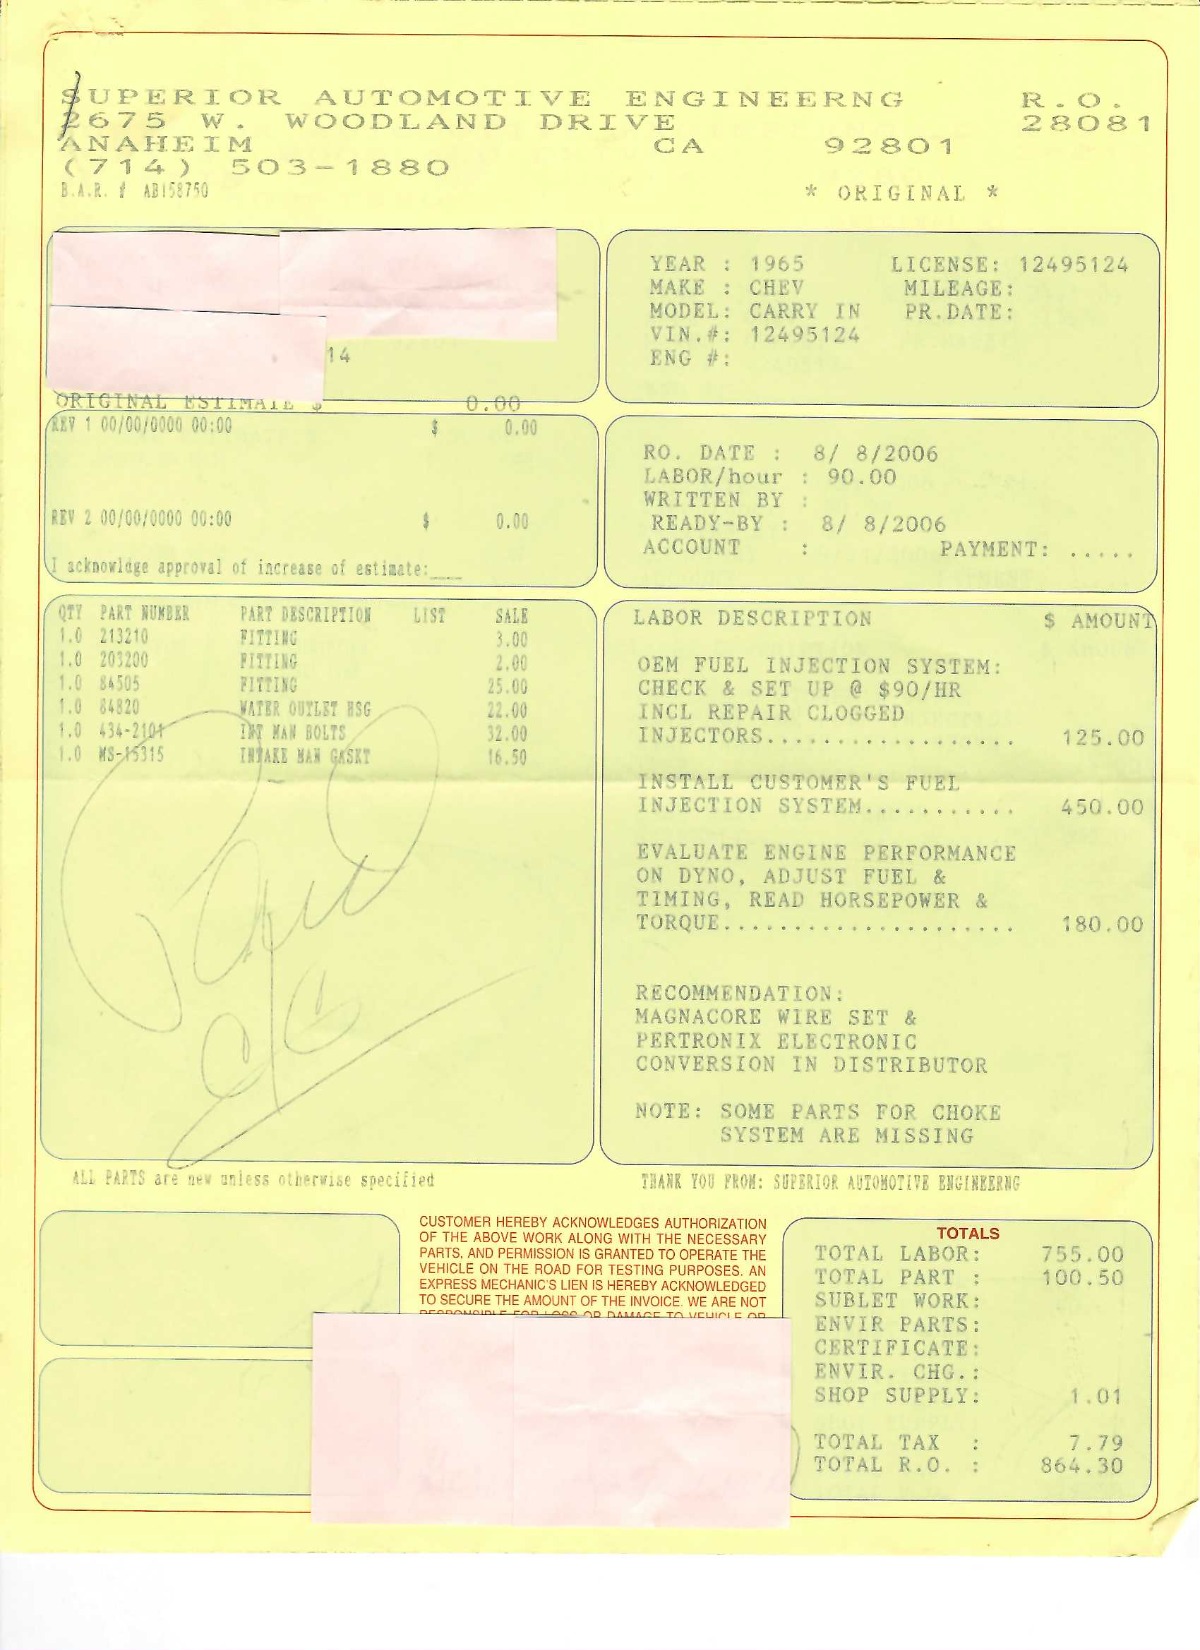 SUPERIOR AUTOMOTIVE ENGINEERNG R.O.
2675 W. WOODLAND DRIVE 28081
ANAHEIM CA 92801
(714) 503-1880
B.A.R. # AB158750
* ORIGINAL *
14
ORIGINAL ESTIMATE $ 0.00
REV 1 00/00/0000 00:00 $ 0.00
REV 2 00/00/0000 00:00 $ 0.00
I acknowldge approval of increase of estimate:____
YEAR : 1965 LICENSE: 12495124
MAKE : CHEV MILEAGE:
MODEL: CARRY IN PR.DATE:
VIN.#: 12495124
ENG #:
RO. DATE : 8/ 8/2006
LABOR/hour : 90.00
WRITTEN BY :
READY-BY : 8/ 8/2006
ACCOUNT : PAYMENT: .....
QTY PART NUMBER PART DESCRIPTION LIST SALE
1.0 213210 FITTING 3.00
1.0 203200 FITTING 2.00
1.0 84505 FITTING 25.00
1.0 84820 WATER OUTLET HSG 22.00
1.0 434-2101 INT MAN BOLTS 32.00
1.0 MS-15315 INTAKE MAN GASKT 16.50
Paid
CC
LABOR DESCRIPTION $ AMOUNT
OEM FUEL INJECTION SYSTEM:
CHECK & SET UP @ $90/HR
INCL REPAIR CLOGGED
INJECTORS.................. 125.00
INSTALL CUSTOMER'S FUEL
INJECTION SYSTEM........... 450.00
EVALUATE ENGINE PERFORMANCE
ON DYNO, ADJUST FUEL &
TIMING, READ HORSEPOWER &
TORQUE..................... 180.00
RECOMMENDATION:
MAGNACORE WIRE SET &
PERTRONIX ELECTRONIC
CONVERSION IN DISTRIBUTOR
NOTE: SOME PARTS FOR CHOKE
SYSTEM ARE MISSING
ALL PARTS are new unless otherwise specified
THANK YOU FROM: SUPERIOR AUTOMOTIVE ENGINEERNG
CUSTOMER HEREBY ACKNOWLEDGES AUTHORIZATION
OF THE ABOVE WORK ALONG WITH THE NECESSARY
PARTS, AND PERMISSION IS GRANTED TO OPERATE THE
VEHICLE ON THE ROAD FOR TESTING PURPOSES. AN
EXPRESS MECHANIC'S LIEN IS HEREBY ACKNOWLEDGED
TO SECURE THE AMOUNT OF THE INVOICE. WE ARE NOT
RESPONSIBLE FOR LOSS OR DAMAGE TO VEHICLE OR
TOTALS
TOTAL LABOR: 755.00
TOTAL PART : 100.50
SUBLET WORK:
ENVIR PARTS:
CERTIFICATE:
ENVIR. CHG.:
SHOP SUPPLY: 1.01
TOTAL TAX : 7.79
TOTAL R.O. : 864.30